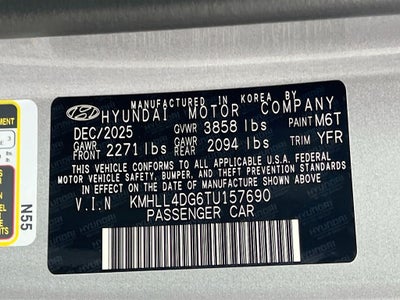 MANUFACTURED IN KOREA BY
HYUNDAI MOTOR COMPANY
DEC/2025 GVWR 3858 lbs PAINT M6T
GAWR FRONT 2271 lbs GAWR REAR 2094 lbs TRIM YFR
THIS VEHICLE CONFORMS TO ALL APPLICABLE U.S. FEDERAL
MOTOR VEHICLE SAFETY, BUMPER, AND THEFT PREVENTION
STANDARDS IN EFFECT ON THE DATE OF MANUFACTURE
SHOWN ABOVE.
V.I.N KMHLL4DG6TU157690
PASSENGER CAR
N55